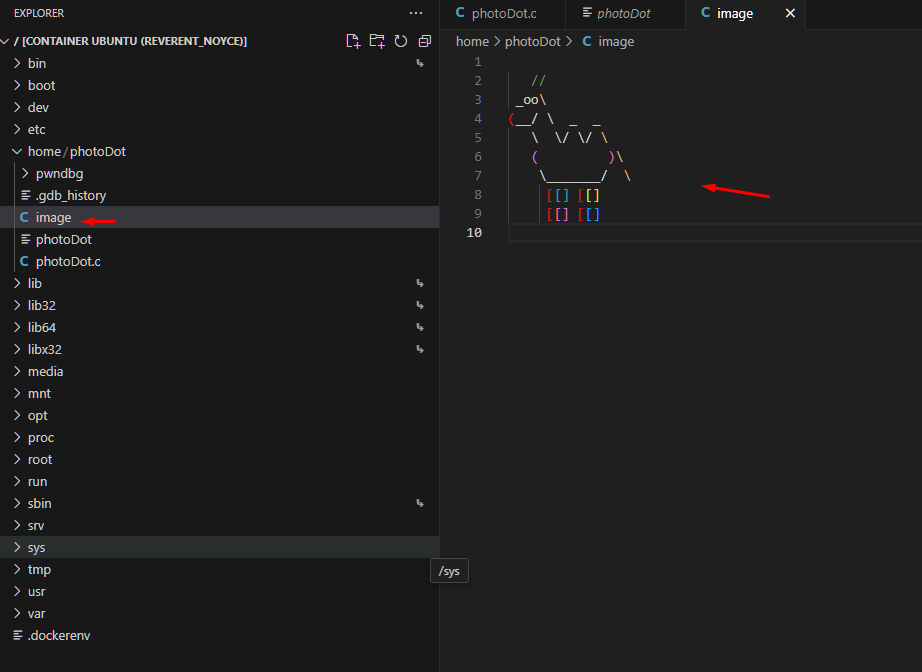 EXPLORER ...
/ [CONTAINER UBUNTU (REVERENT_NOYCE)]
bin
boot
dev
etc
home/photoDot
pwndbg
.gdb_history
C image
photoDot
C photoDot.c
lib
lib32
lib64
libx32
media
mnt
opt
proc
root
run
sbin
srv
sys
tmp
usr
var
.dockerenv
/sys
C photoDot.c photoDot C image
home > photoDot > C image
1
2    //
3  _oo\
4 (__/ \  _  _
5    \  \/ \/ \
6    (         )\
7     \_______/  \
8      [[] [[]
9      [[] [[]
10